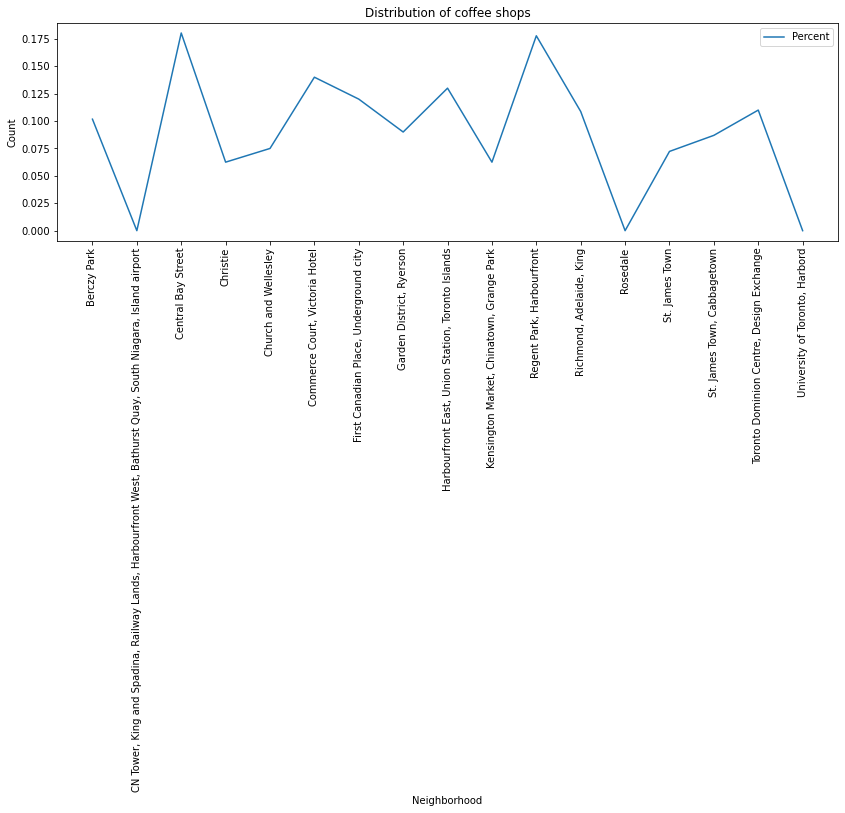 Distribution of coffee shops
Percent
Count
0.175
0.150
0.125
0.100
0.075
0.050
0.025
0.000
Berczy Park
CN Tower, King and Spadina, Railway Lands, Harbourfront West, Bathurst Quay, South Niagara, Island airport
Central Bay Street
Christie
Church and Wellesley
Commerce Court, Victoria Hotel
First Canadian Place, Underground city
Garden District, Ryerson
Harbourfront East, Union Station, Toronto Islands
Kensington Market, Chinatown, Grange Park
Regent Park, Harbourfront
Richmond, Adelaide, King
Rosedale
St. James Town
St. James Town, Cabbagetown
Toronto Dominion Centre, Design Exchange
University of Toronto, Harbord
Neighborhood